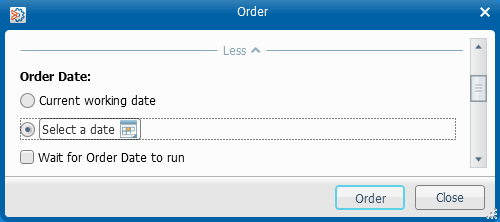 Order
Less
Order Date:
Current working date
Select a date
Wait for Order Date to run
Order Close